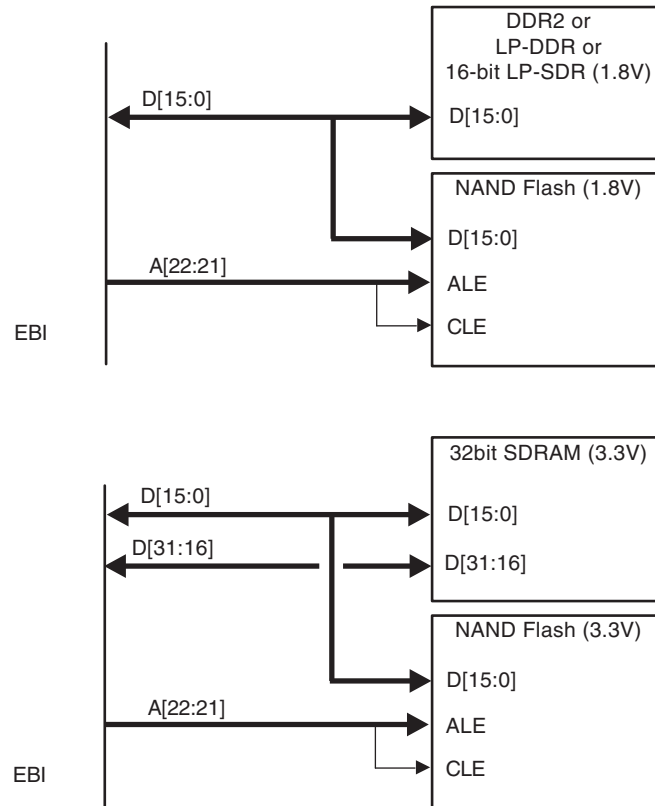 DDR2 or
LP-DDR or
16-bit LP-SDR (1.8V)
D[15:0]
D[15:0]
NAND Flash (1.8V)
D[15:0]
A[22:21]
ALE
CLE
EBI
32bit SDRAM (3.3V)
D[15:0]
D[15:0]
D[31:16]
D[31:16]
NAND Flash (3.3V)
D[15:0]
A[22:21]
ALE
CLE
EBI